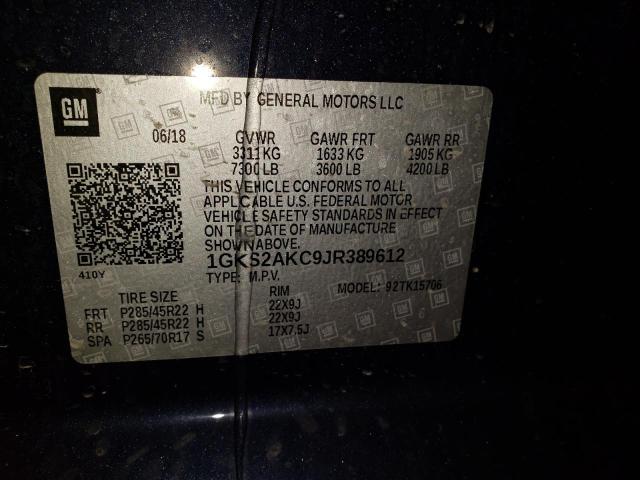 GM
MFD BY GENERAL MOTORS LLC
06/18 GVWR GAWR FRT GAWR RR
3311 KG 1633 KG 1905 KG
7300 LB 3600 LB 4200 LB
THIS VEHICLE CONFORMS TO ALL
APPLICABLE U.S. FEDERAL MOTOR
VEHICLE SAFETY STANDARDS IN EFFECT
ON THE DATE OF MANUFACTURE
SHOWN ABOVE.
1GKS2AKC9JR389612
410Y
TYPE: M.P.V. MODEL: 92TK15706
TIRE SIZE RIM
FRT P285/45R22 H 22X9J
RR P285/45R22 H 22X9J
SPA P265/70R17 S 17X7.5J